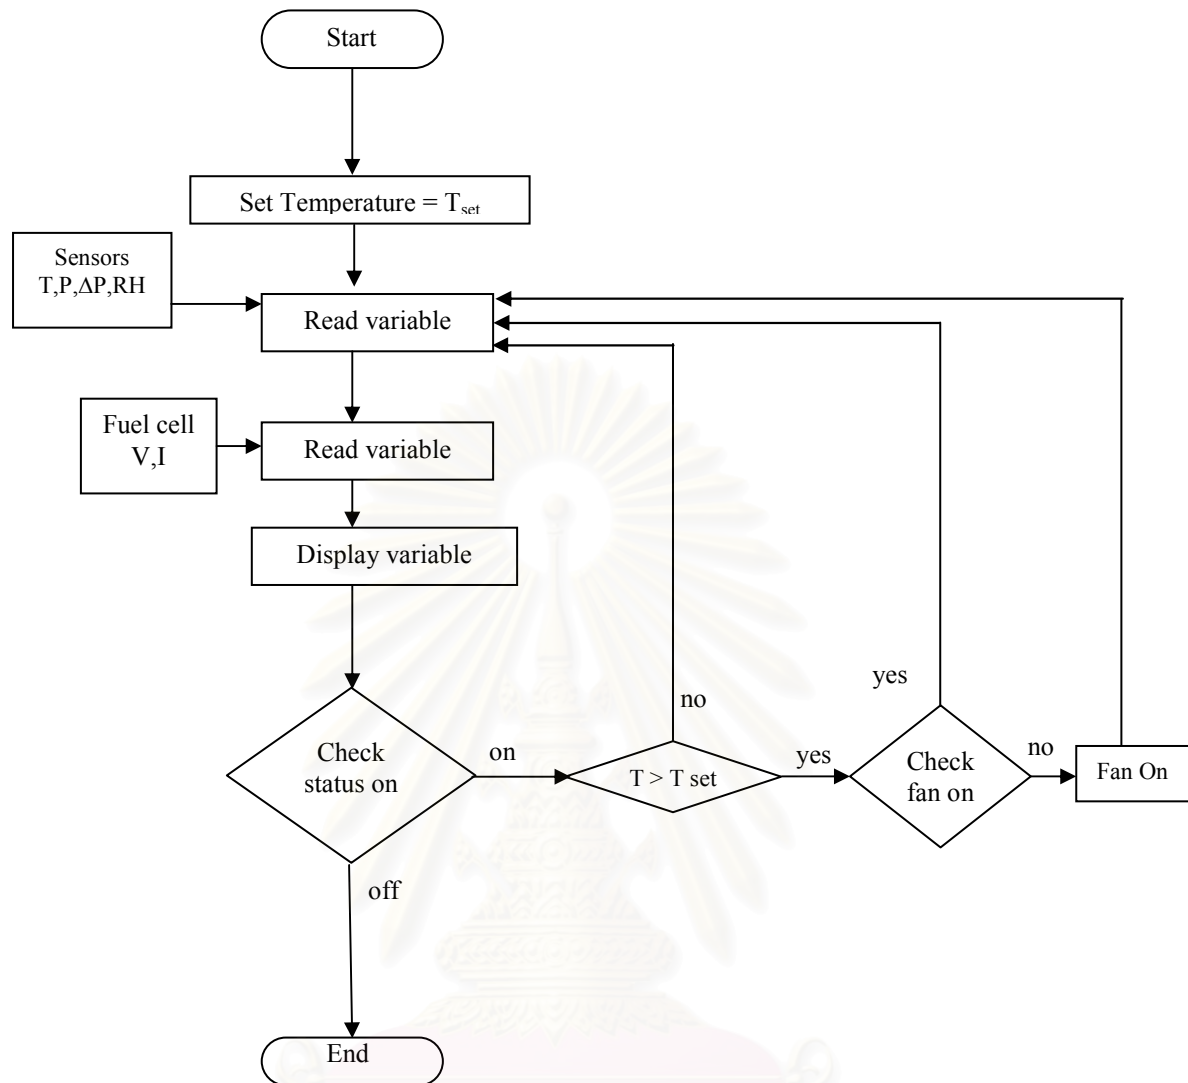 Start
Set Temperature = Tset
Sensors
T,P,ΔP,RH
Read variable
Fuel cell
V,I
Read variable
Display variable
Check
status on
on
T > T set
no
yes
Check
fan on
yes
no
Fan On
off
End